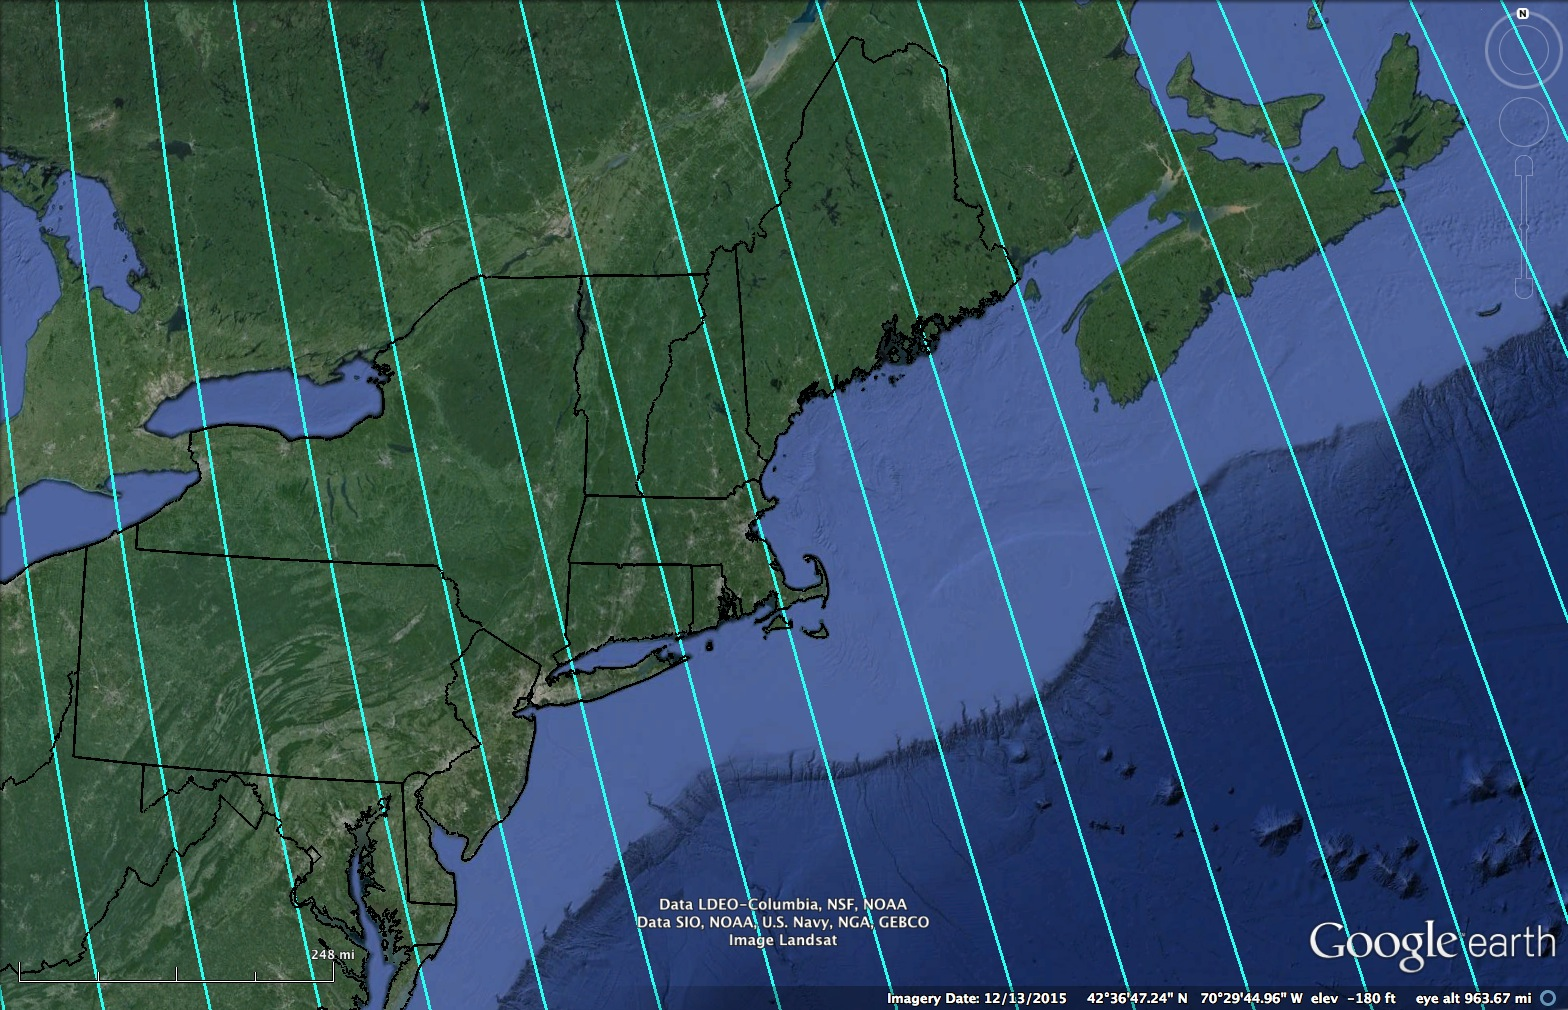 N
Data LDEO-Columbia, NSF, NOAA
Data SIO, NOAA, U.S. Navy, NGA, GEBCO
Image Landsat
248 mi
Google earth
Imagery Date: 12/13/2015 42°36'47.24" N 70°29'44.96" W elev -180 ft eye alt 963.67 mi